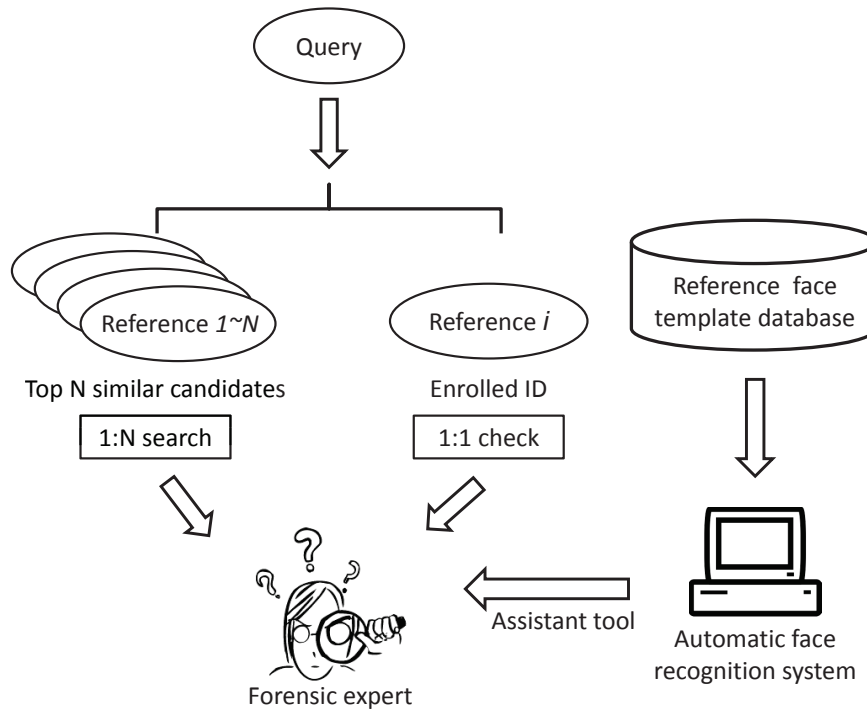 Query
Reference 1~N
Top N similar candidates
1:N search
Reference i
Enrolled ID
1:1 check
Reference face
template database
?
?
?
Assistant tool
Forensic expert
Automatic face
recognition system